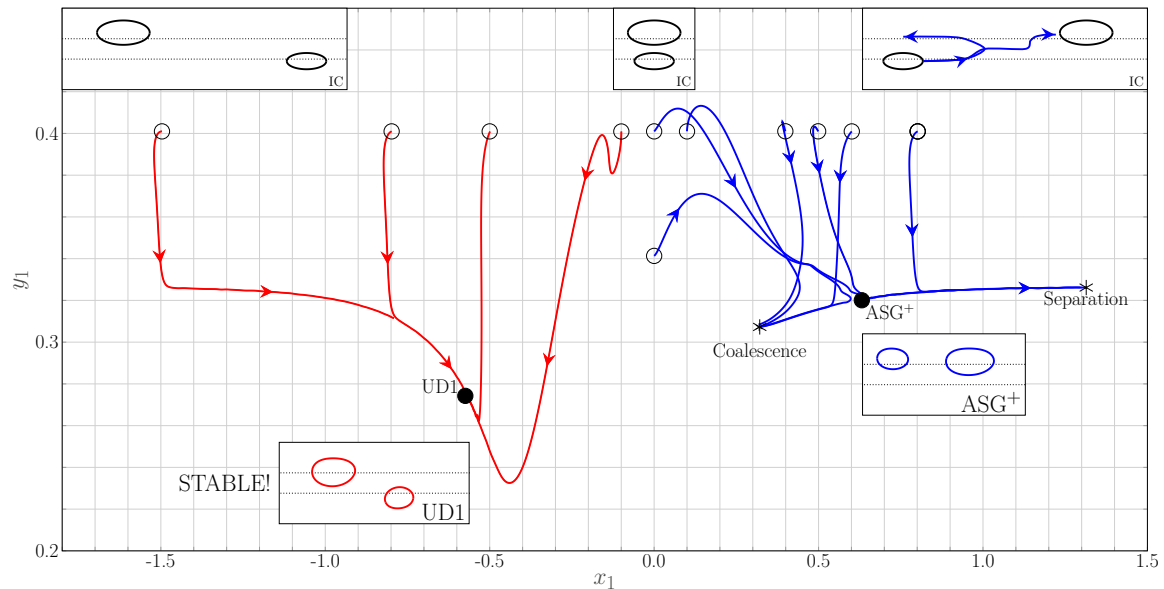 IC
IC
IC
0.4
y₁
Separation
ASG⁺
0.3
Coalescence
UD1
ASG⁺
STABLE!
UD1
0.2
-1.5
-1.0
-0.5
0.0
0.5
1.0
1.5
x₁